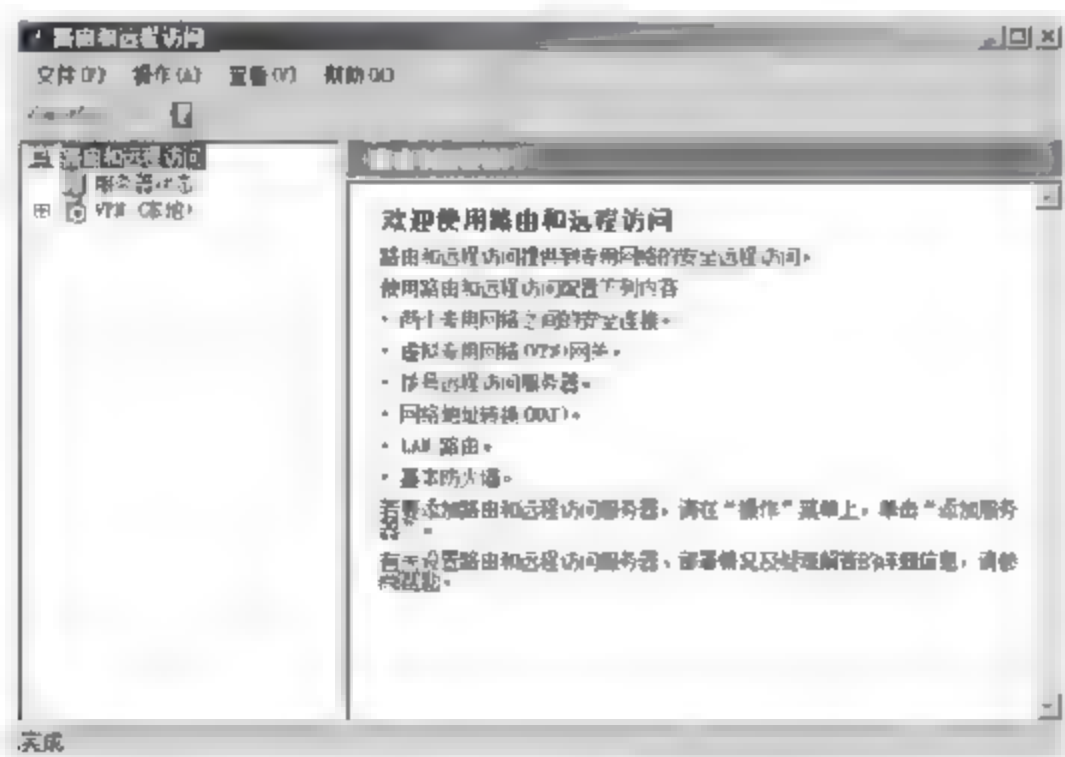 路由和远程访问
文件(F) 操作(A) 查看(V) 帮助(H)
路由和远程访问
服务器状态
VPN (本地)
欢迎使用路由和远程访问
路由和远程访问提供到专用网络的安全远程访问。
使用路由和远程访问配置下列内容
· 两个专用网络之间的安全连接。
· 虚拟专用网络(VPN)网关。
· 拨号远程访问服务器。
· 网络地址转换(NAT)。
· LAN 路由。
· 基本防火墙。
若要添加路由和远程访问服务器，请在“操作”菜单上，单击“添加服务
器”。
有关设置路由和远程访问服务器，部署情况及疑难解答的详细信息，请参
阅帮助。
完成